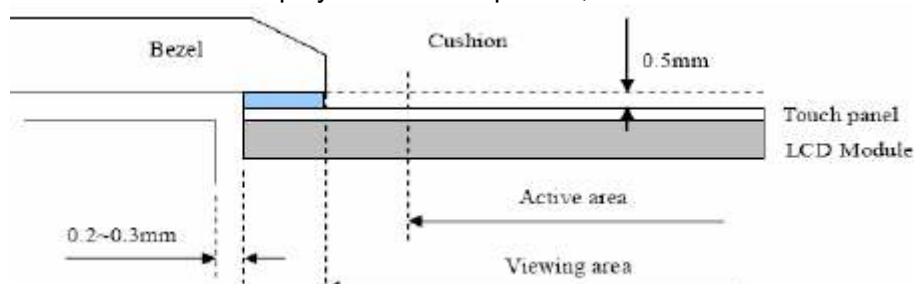 Cushion
Bezel
0.5mm
Touch panel
LCD Module
Active area
0.2~0.3mm
Viewing area